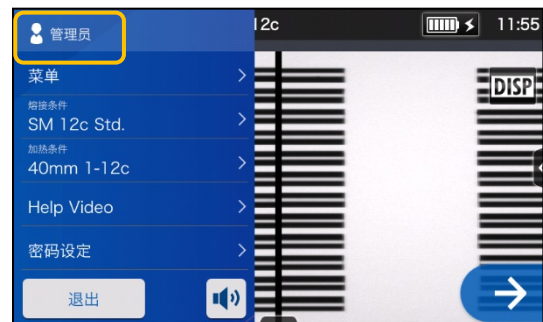 管理员
12c
11:55
菜单
DISP
熔接条件
SM 12c Std.
加热条件
40mm 1-12c
Help Video
密码设定
退出